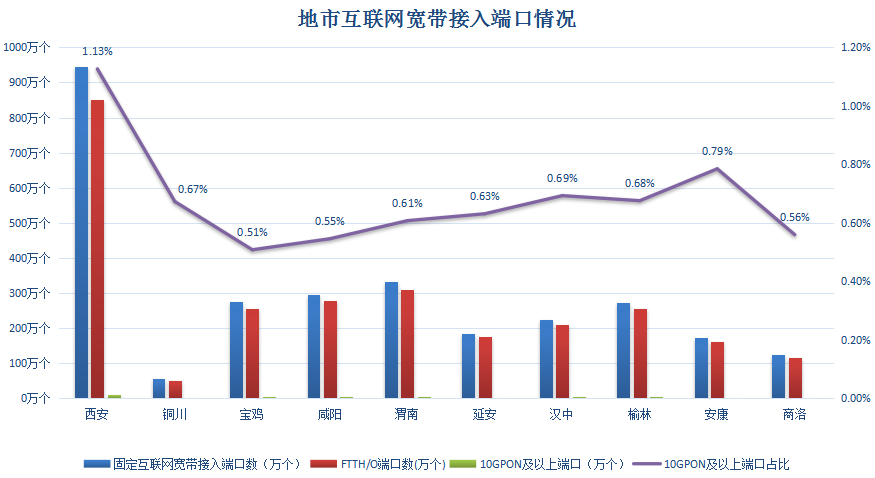 地市互联网宽带接入端口情况
1000万个
900万个
800万个
700万个
600万个
500万个
400万个
300万个
200万个
100万个
0万个
1.20%
1.00%
0.80%
0.60%
0.40%
0.20%
0.00%
1.13%
0.67%
0.51%
0.55%
0.61%
0.63%
0.69%
0.68%
0.79%
0.56%
西安 铜川 宝鸡 咸阳 渭南 延安 汉中 榆林 安康 商洛
固定互联网宽带接入端口数（万个） FTTH/O端口数(万个) 10GPON及以上端口（万个） 10GPON及以上端口占比